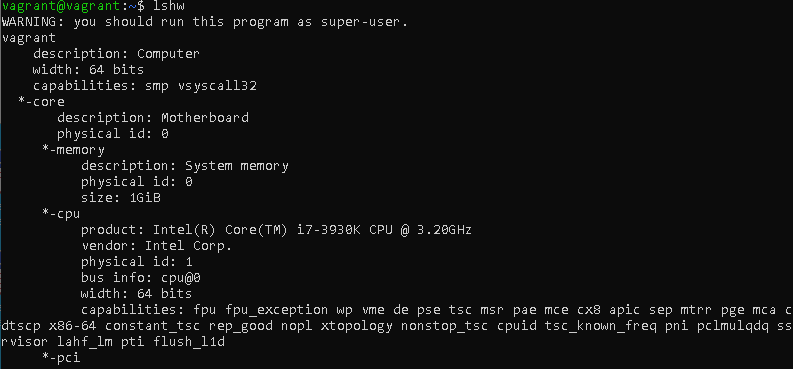 vagrant@vagrant:~$ lshw
WARNING: you should run this program as super-user.
vagrant
    description: Computer
    width: 64 bits
    capabilities: smp vsyscall32
  *-core
       description: Motherboard
       physical id: 0
     *-memory
          description: System memory
          physical id: 0
          size: 1GiB
     *-cpu
          product: Intel(R) Core(TM) i7-3930K CPU @ 3.20GHz
          vendor: Intel Corp.
          physical id: 1
          bus info: cpu@0
          width: 64 bits
          capabilities: fpu fpu_exception wp vme de pse tsc msr pae mce cx8 apic sep mtrr pge mca c
dtscp x86-64 constant_tsc rep_good nopl xtopology nonstop_tsc cpuid tsc_known_freq pni pclmulqdq ss
rvisor lahf_lm pti flush_l1d
     *-pci